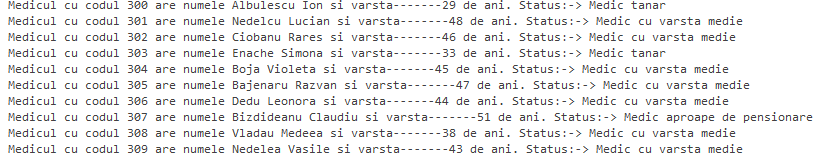 Medicul cu codul 300 are numele Albulescu Ion si varsta-------29 de ani. Status:-> Medic tanar
Medicul cu codul 301 are numele Nedelcu Lucian si varsta-------48 de ani. Status:-> Medic cu varsta medie
Medicul cu codul 302 are numele Ciobanu Rares si varsta-------46 de ani. Status:-> Medic cu varsta medie
Medicul cu codul 303 are numele Enache Simona si varsta-------33 de ani. Status:-> Medic tanar
Medicul cu codul 304 are numele Boja Violeta si varsta-------45 de ani. Status:-> Medic cu varsta medie
Medicul cu codul 305 are numele Bajenaru Razvan si varsta-------47 de ani. Status:-> Medic cu varsta medie
Medicul cu codul 306 are numele Dedu Leonora si varsta-------44 de ani. Status:-> Medic cu varsta medie
Medicul cu codul 307 are numele Bizdideanu Claudiu si varsta-------51 de ani. Status:-> Medic aproape de pensionare
Medicul cu codul 308 are numele Vladau Medeea si varsta-------38 de ani. Status:-> Medic cu varsta medie
Medicul cu codul 309 are numele Nedelea Vasile si varsta-------43 de ani. Status:-> Medic cu varsta medie